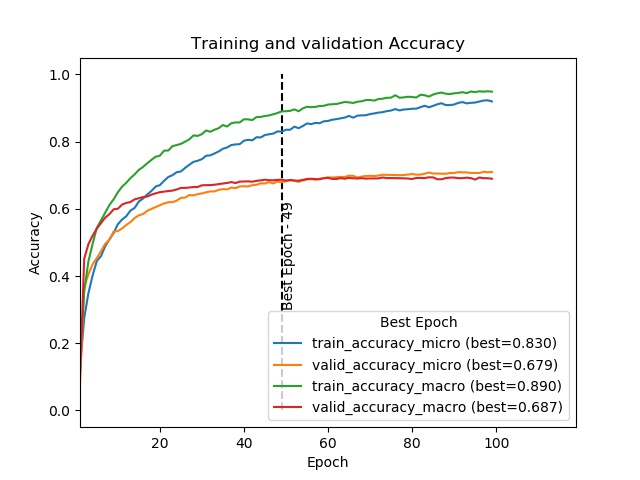 Training and validation Accuracy
Accuracy
1.0
0.8
0.6
0.4
0.2
0.0
Best Epoch - 49
Best Epoch
train_accuracy_micro (best=0.830)
valid_accuracy_micro (best=0.679)
train_accuracy_macro (best=0.890)
valid_accuracy_macro (best=0.687)
20 40 60 80 100
Epoch